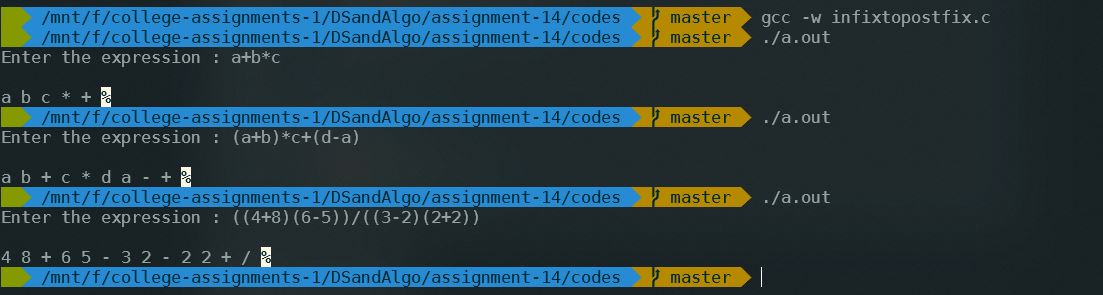 /mnt/f/college-assignments-1/DSandAlgo/assignment-14/codes master gcc -w infixtopostfix.c
/mnt/f/college-assignments-1/DSandAlgo/assignment-14/codes master ./a.out
Enter the expression : a+b*c
a b c * + %
/mnt/f/college-assignments-1/DSandAlgo/assignment-14/codes master ./a.out
Enter the expression : (a+b)*c+(d-a)
a b + c * d a - + %
/mnt/f/college-assignments-1/DSandAlgo/assignment-14/codes master ./a.out
Enter the expression : ((4+8)(6-5))/((3-2)(2+2))
4 8 + 6 5 - 3 2 - 2 2 + / %
/mnt/f/college-assignments-1/DSandAlgo/assignment-14/codes master